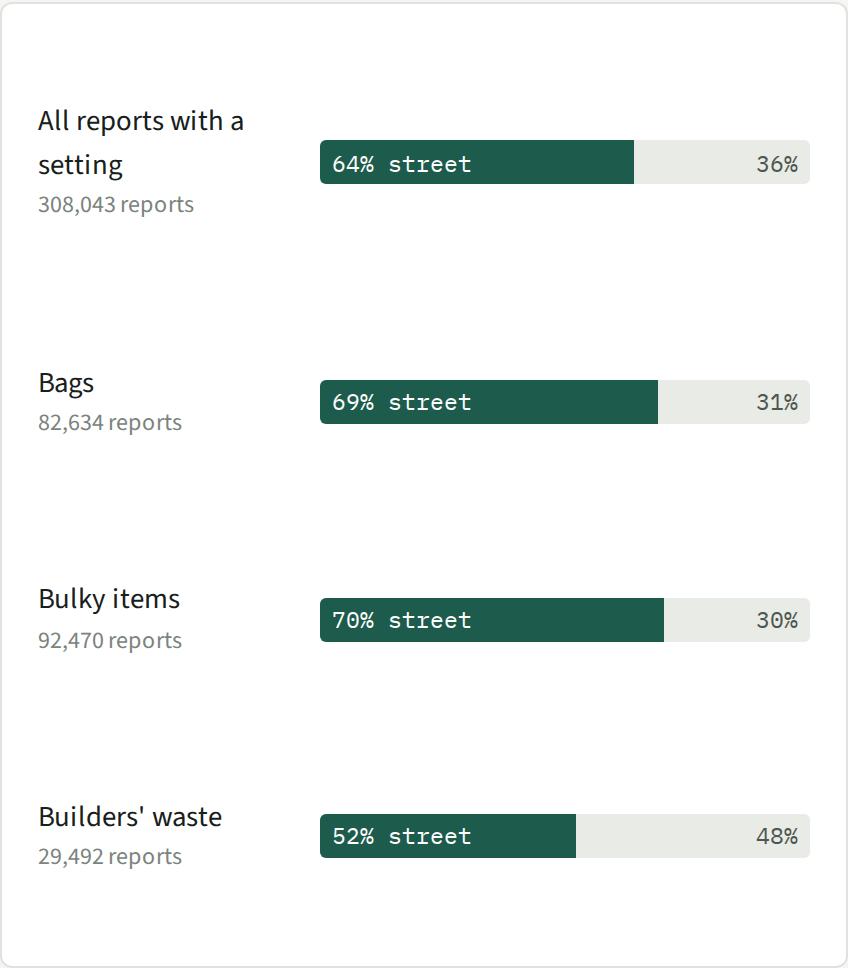 All reports with a
setting
308,043 reports
64% street 36%
Bags
82,634 reports
69% street 31%
Bulky items
92,470 reports
70% street 30%
Builders' waste
29,492 reports
52% street 48%